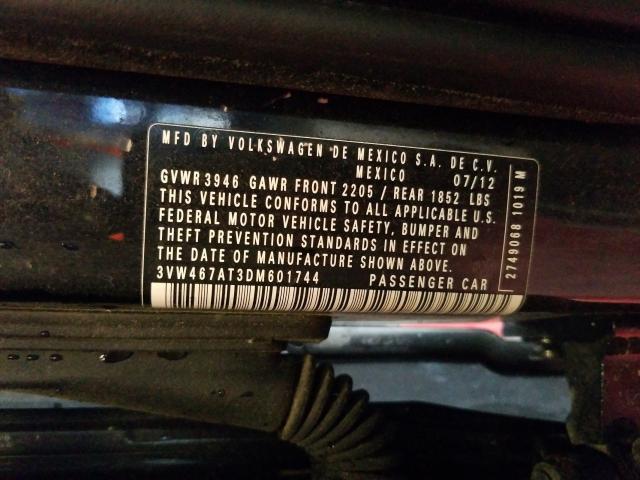 MFD BY VOLKSWAGEN DE MEXICO S.A. DE C.V.
MEXICO 07/12
GVWR 3946 GAWR FRONT 2205 / REAR 1852 LBS
THIS VEHICLE CONFORMS TO ALL APPLICABLE U.S.
FEDERAL MOTOR VEHICLE SAFETY, BUMPER AND
THEFT PREVENTION STANDARDS IN EFFECT ON
THE DATE OF MANUFACTURE SHOWN ABOVE.
3VW467AT3DM601744 PASSENGER CAR
2749068 1019 M